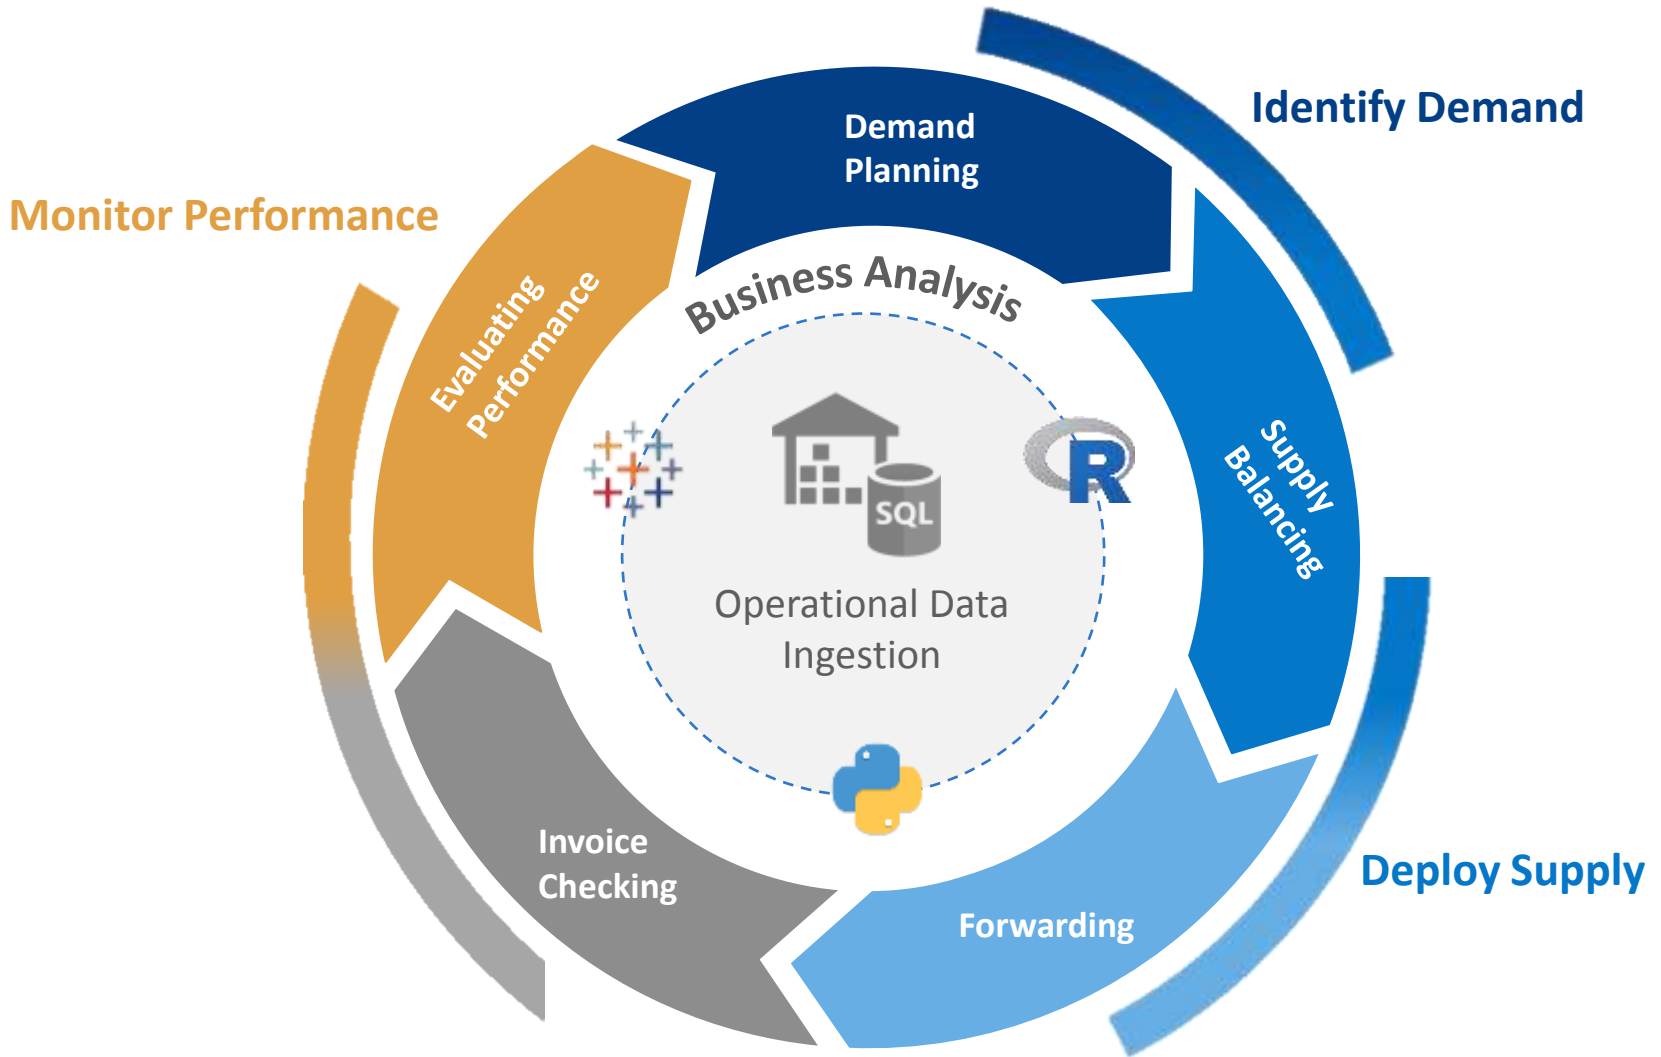 Identify Demand
Demand
Planning
Monitor Performance
Business Analysis
Evaluating
Performance
Supply
Balancing
R
SQL
Operational Data
Ingestion
Invoice
Checking
Deploy Supply
Forwarding